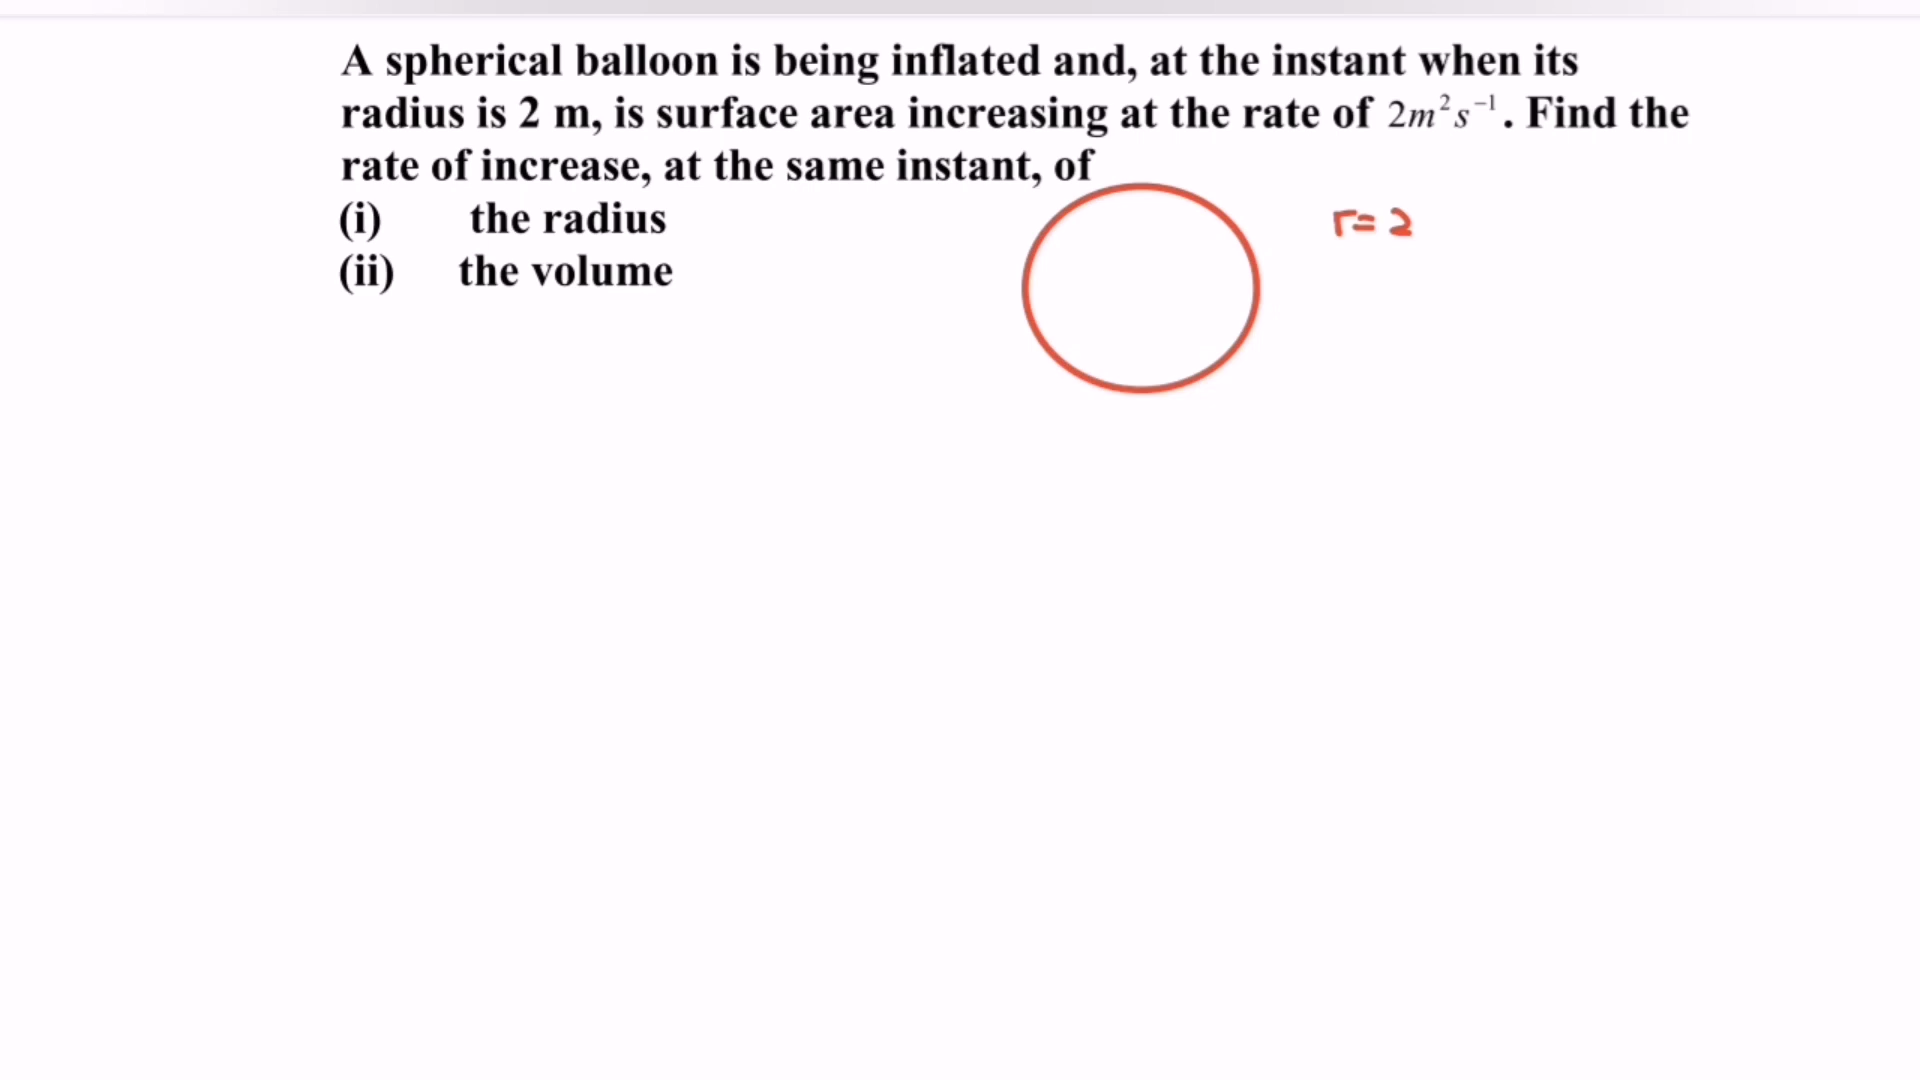 A spherical balloon is being inflated and, at the instant when its
radius is 2 m, is surface area increasing at the rate of 2m²s⁻¹. Find the
rate of increase, at the same instant, of
(i) the radius
r=2
(ii) the volume